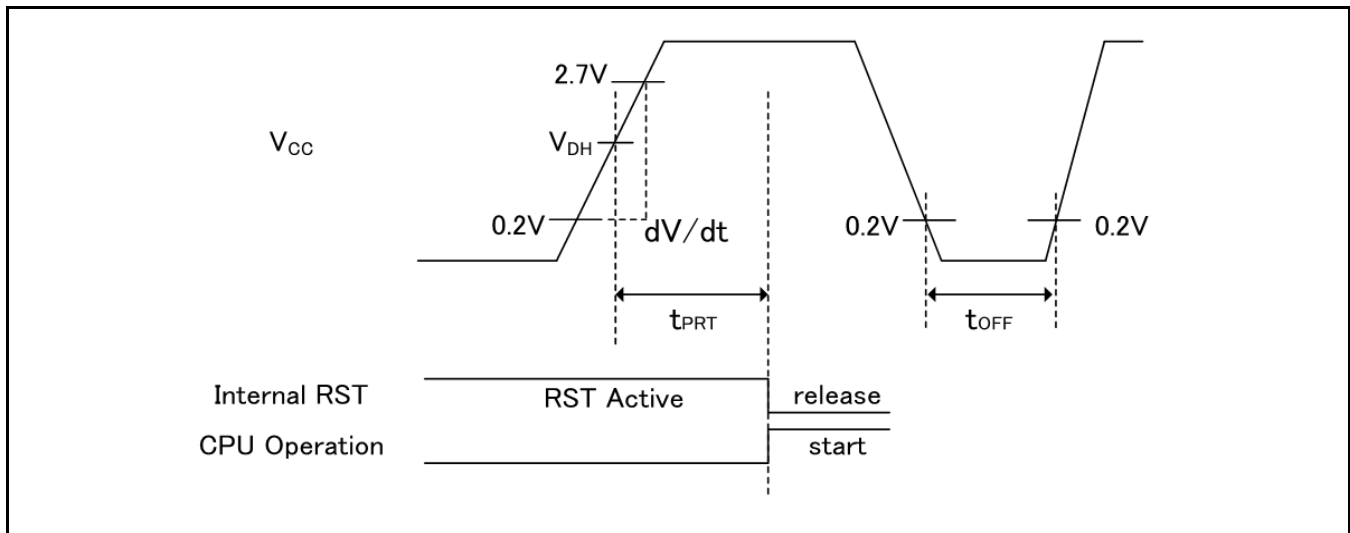 2.7V
VCC
VDH
0.2V
dV/dt
0.2V
0.2V
tPRT
tOFF
Internal RST
RST Active
release
CPU Operation
start